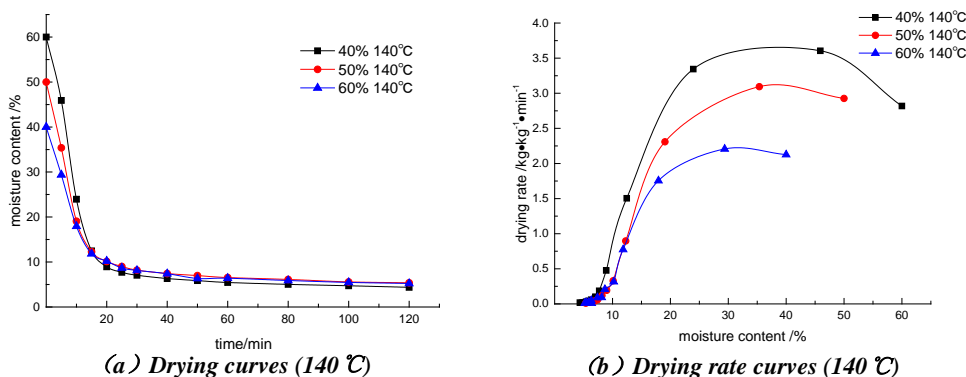 60
50
40
30
20
10
0
moisture content /%
40% 140℃
50% 140℃
60% 140℃
20 40 60 80 100 120
time/min
(a) Drying curves (140 ℃)
40% 140℃
50% 140℃
60% 140℃
4.0
3.5
3.0
2.5
2.0
1.5
1.0
0.5
0.0
drying rate /kg•kg⁻¹•min⁻¹
10 20 30 40 50 60
moisture content /%
(b) Drying rate curves (140 ℃)